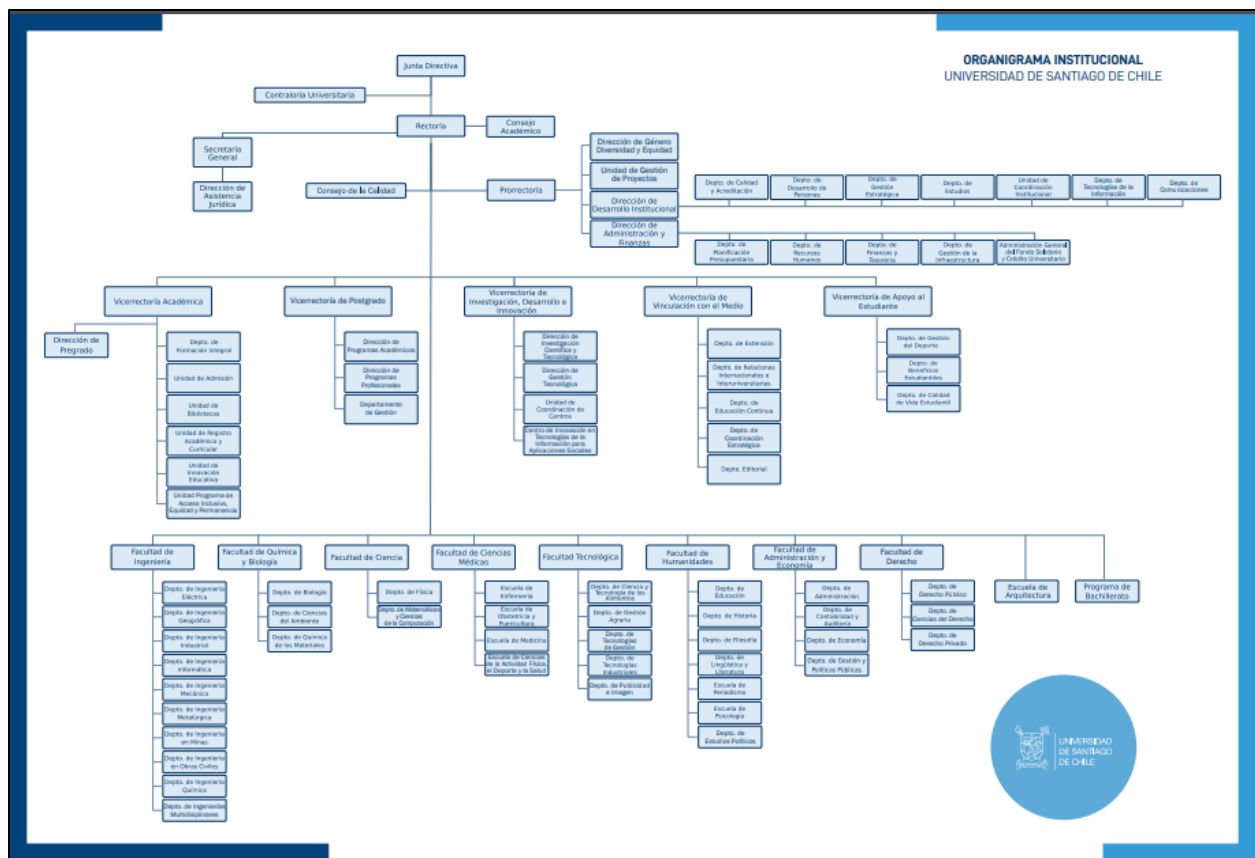 ORGANIGRAMA INSTITUCIONAL
UNIVERSIDAD DE SANTIAGO DE CHILE
Junta Directiva
Contraloría Universitaria
Rectoría
Consejo
Académico
Secretaría
General
Dirección de
Asistencia
Jurídica
Consejo de la Calidad
Prorrectoría
Dirección de Género
Diversidad y Equidad
Unidad de Gestión
de Proyectos
Dirección de
Desarrollo Institucional
Dirección de
Administración y
Finanzas
Depto. de Calidad
y Acreditación
Depto. de
Desarrollo de
Personas
Depto. de
Gestión
Estratégica
Depto. de
Estudios
Unidad de
Coordinación
Institucional
Depto. de
Tecnologías de la
Información
Depto. de
Comunicaciones
Depto. de
Planificación
Presupuestaria
Depto. de
Recursos
Humanos
Depto. de
Finanzas y
Tesorería
Depto. de
Gestión de la
Infraestructura
Administración General
del Fondo Solidario
y Crédito Universitario
Vicerrectoría Académica
Dirección de
Pregrado
Depto. de
Formación Integral
Unidad de Admisión
Unidad de
Bibliotecas
Unidad de Registro
Académico y
Curricular
Unidad de
Innovación
Educativa
Unidad Programa de
Acceso Inclusivo,
Equidad y Permanencia
Vicerrectoría de Postgrado
Dirección de
Programas Académicos
Dirección de
Programas
Profesionales
Departamento
de Gestión
Vicerrectoría de
Investigación, Desarrollo e
Innovación
Dirección de
Investigación
Científica y
Tecnológica
Dirección de
Gestión
Tecnológica
Unidad de
Coordinación de
Centros
Centro de Innovación en
Tecnologías de la
Información para
Aplicaciones Sociales
Vicerrectoría de
Vinculación con el Medio
Depto. de Extensión
Depto. de Relaciones
Internacionales e
Interuniversitarias
Depto. de
Educación Continua
Depto. de
Coordinación
Estratégica
Depto. Editorial
Vicerrectoría de Apoyo al
Estudiante
Depto. de Gestión
del Deporte
Depto. de
Beneficios
Estudiantiles
Depto. de Calidad
de Vida Estudiantil
Facultad de
Ingeniería
Depto. de Ingeniería
Eléctrica
Depto. de Ingeniería
Geográfica
Depto. de Ingeniería
Industrial
Depto. de Ingeniería
Informática
Depto. de Ingeniería
Mecánica
Depto. de Ingeniería
Metalúrgica
Depto. de Ingeniería
en Minas
Depto. de Ingeniería
en Obras Civiles
Depto. de Ingeniería
Química
Depto. de Ingenierías
Multidisciplinares
Facultad de Química
y Biología
Depto. de Biología
Depto. de Ciencias
del Ambiente
Depto. de Química
de los Materiales
Facultad de Ciencia
Depto. de Física
Depto. de Matemáticas
y Ciencias
de la Computación
Facultad de Ciencias
Médicas
Escuela de
Enfermería
Escuela de
Obstetricia y
Puericultura
Escuela de Medicina
Escuela de Ciencias
de la Actividad Física,
el Deporte y la Salud
Facultad Tecnológica
Depto. de Ciencia y
Tecnología de los
Alimentos
Depto. de Gestión
Agraria
Depto. de
Tecnologías
de Gestión
Depto. de
Tecnologías
Industriales
Depto. de Publicidad
e Imagen
Facultad de
Humanidades
Depto. de
Educación
Depto. de Historia
Depto. de Filosofía
Depto. de
Lingüística y
Literatura
Escuela de
Periodismo
Escuela de
Psicología
Depto. de
Estudios Políticos
Facultad de
Administración y
Economía
Depto. de
Administración
Depto. de
Contabilidad y
Auditoría
Depto. de Economía
Depto. de Gestión y
Políticas Públicas
Facultad de
Derecho
Depto. de
Derecho Público
Depto. de
Ciencias del Derecho
Depto. de
Derecho Privado
Escuela de
Arquitectura
Programa de
Bachillerato
UNIVERSIDAD
DE SANTIAGO
DE CHILE